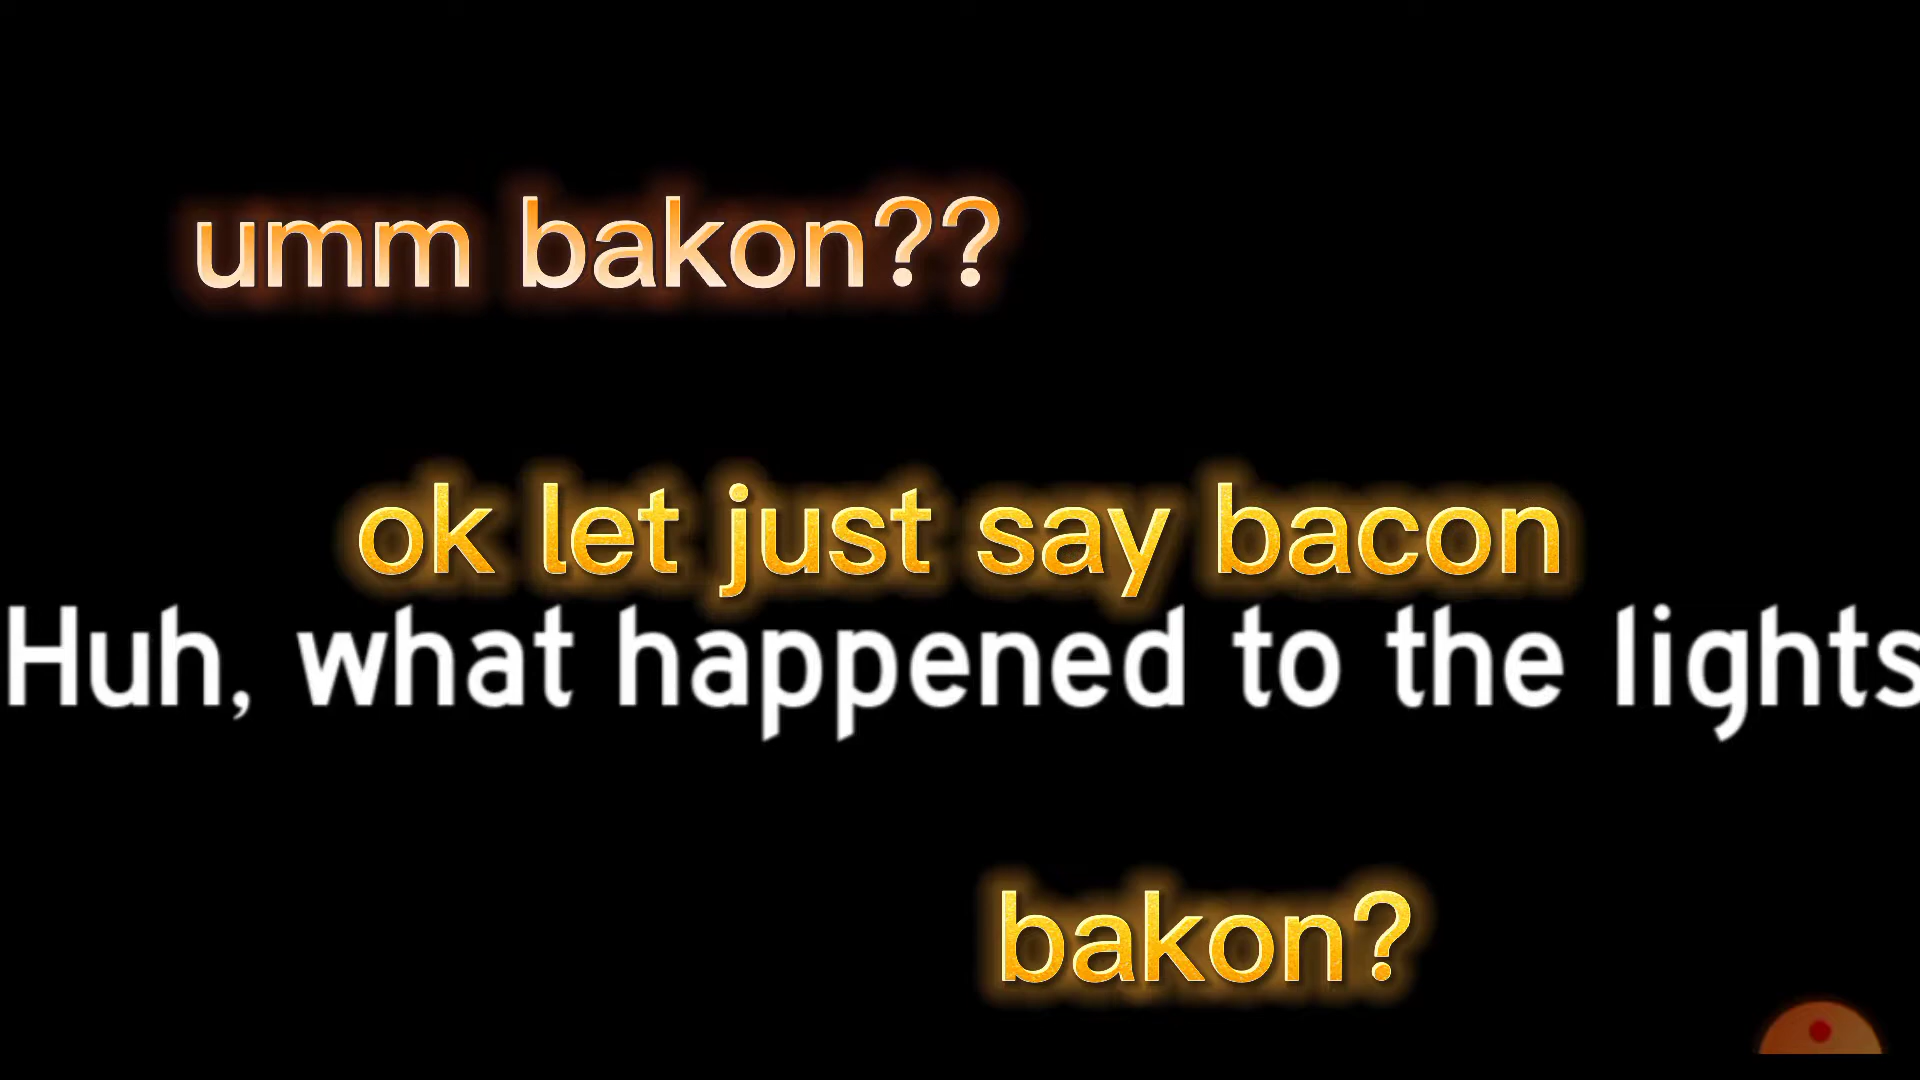 umm bakon??
ok let just say bacon
Huh, what happened to the lights
bakon?